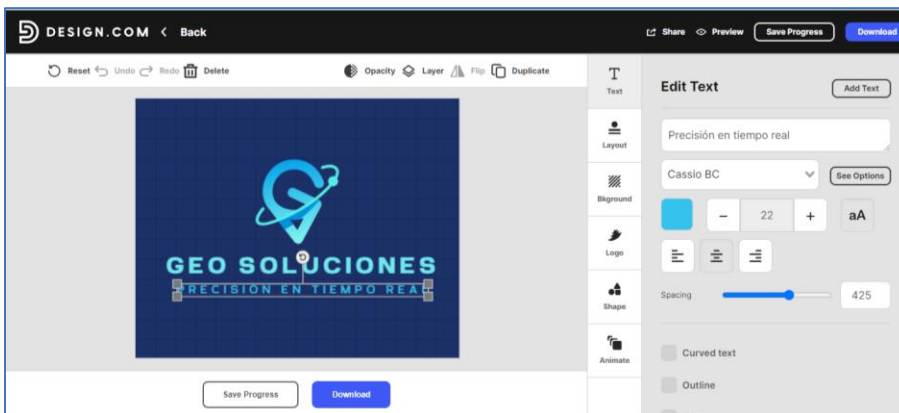 DESIGN.COM < Back
Share Preview Save Progress Download
Reset Undo Redo Delete Opacity Layer Flip Duplicate
GEO SOLUCIONES
PRECISIÓN EN TIEMPO REAL
Save Progress Download
Text
Layout
Bkground
Logo
Shape
Animate
Edit Text Add Text
Precisión en tiempo real
Cassio BC See Options
− 22 + aA
Spacing 425
Curved text
Outline